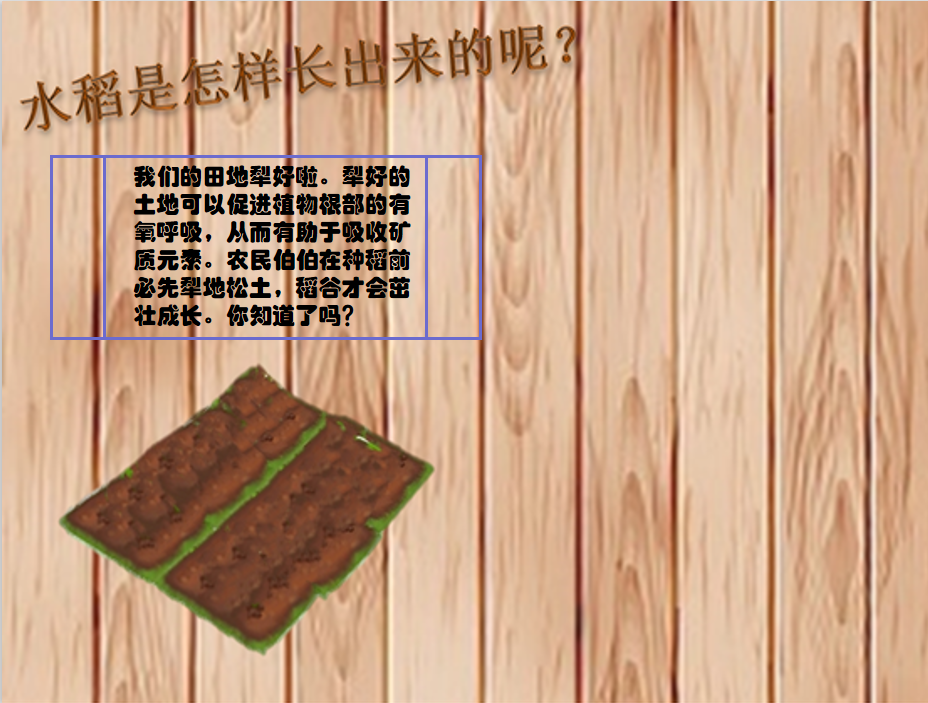 水稻是怎样长出来的呢？
我们的田地犁好啦。犁好的
土地可以促进植物根部的有
氧呼吸，从而有助于吸收矿
质元素。农民伯伯在种稻前
必先犁地松土，稻谷才会茁
壮成长。你知道了吗？